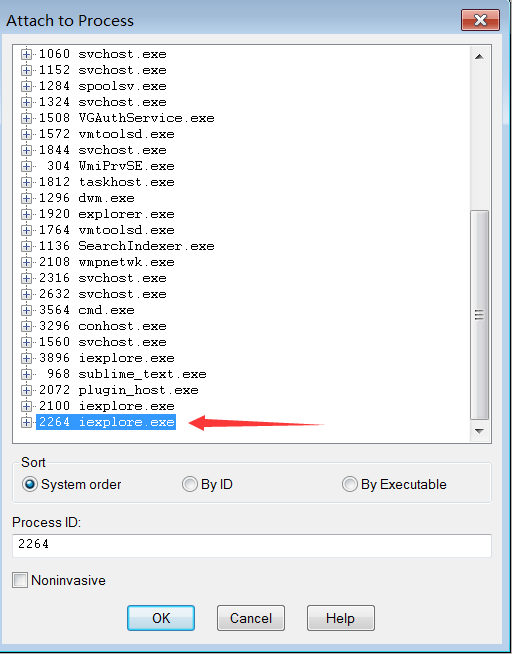 Attach to Process
1060 svchost.exe
1152 svchost.exe
1284 spoolsv.exe
1324 svchost.exe
1508 VGAuthService.exe
1572 vmtoolsd.exe
1844 svchost.exe
304 WmiPrvSE.exe
1812 taskhost.exe
1296 dwm.exe
1920 explorer.exe
1764 vmtoolsd.exe
1136 SearchIndexer.exe
2108 wmpnetwk.exe
2316 svchost.exe
2632 svchost.exe
3564 cmd.exe
3296 conhost.exe
1560 svchost.exe
3896 iexplore.exe
968 sublime_text.exe
2072 plugin_host.exe
2100 iexplore.exe
2264 iexplore.exe
Sort
System order By ID By Executable
Process ID:
2264
Noninvasive
OK Cancel Help